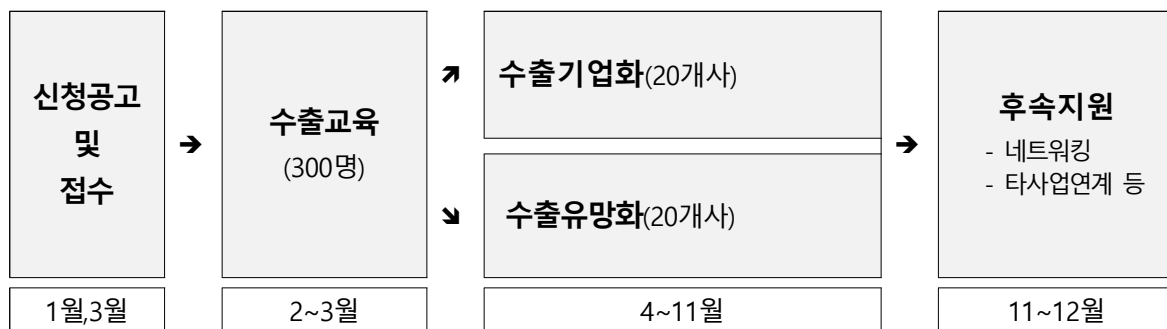 신청공고
및
접수
➔
수출교육
(300명)
➔
수출기업화(20개사)
➔
수출유망화(20개사)
➔
후속지원
- 네트워킹
- 타사업연계 등
1월,3월
2~3월
4~11월
11~12월